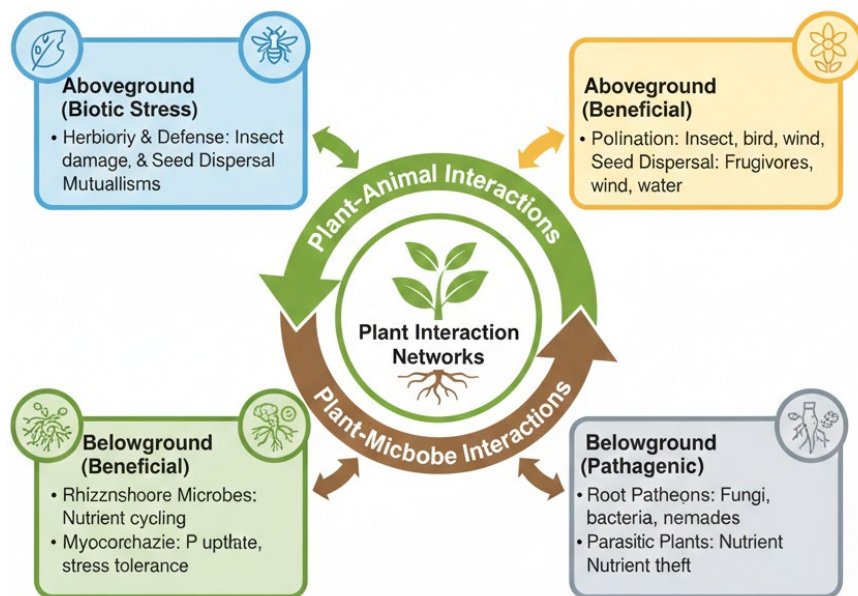 Aboveground
(Biotic Stress)
• Herbioriy & Defense: Insect
damage, & Seed Dispersal
Mutuallisms
Aboveground
(Beneficial)
• Polination: Insect, bird, wind,
Seed Dispersal: Frugivores,
wind, water
Plant-Animal Interactions
Plant Interaction
Networks
Plant-Micbobe Interactions
Belowground
(Beneficial)
• Rhizznshoore Microbes:
Nutrient cycling
• Myocorchazie: P uptłate,
stress tolerance
Belowground
(Pathagenic)
• Root Patheons: Fungi,
bacteria, nemades
• Parasitic Plants: Nutrient
Nutrient theft